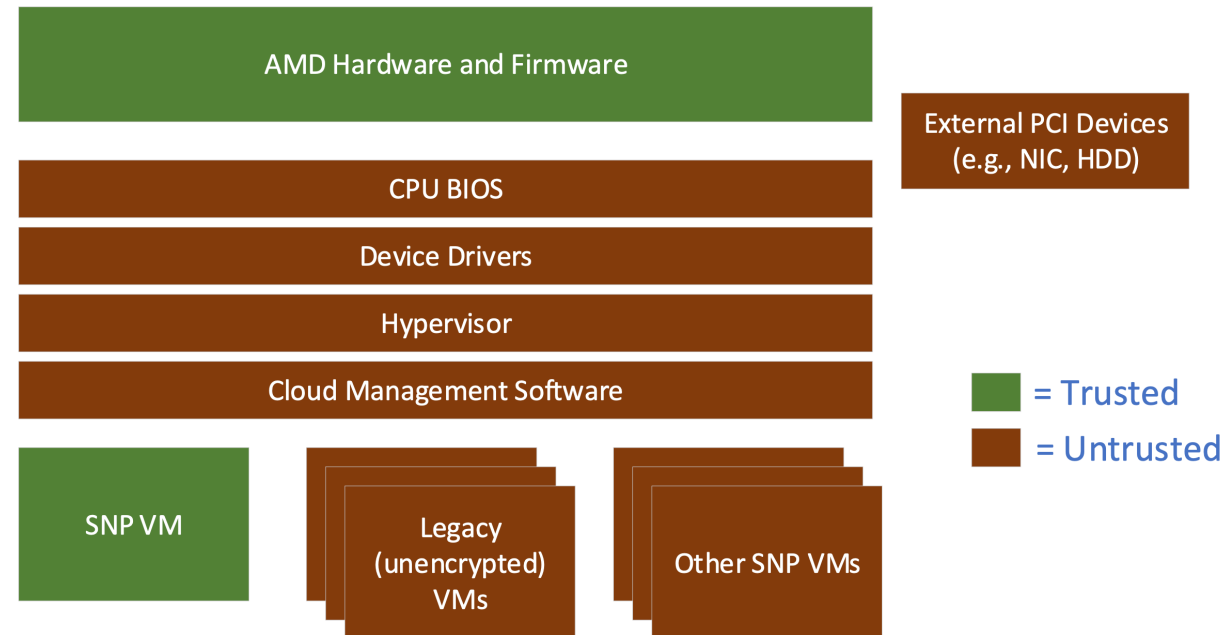 AMD Hardware and Firmware
External PCI Devices
(e.g., NIC, HDD)
CPU BIOS
Device Drivers
Hypervisor
Cloud Management Software
= Trusted
= Untrusted
SNP VM
Legacy
(unencrypted)
VMs
Other SNP VMs